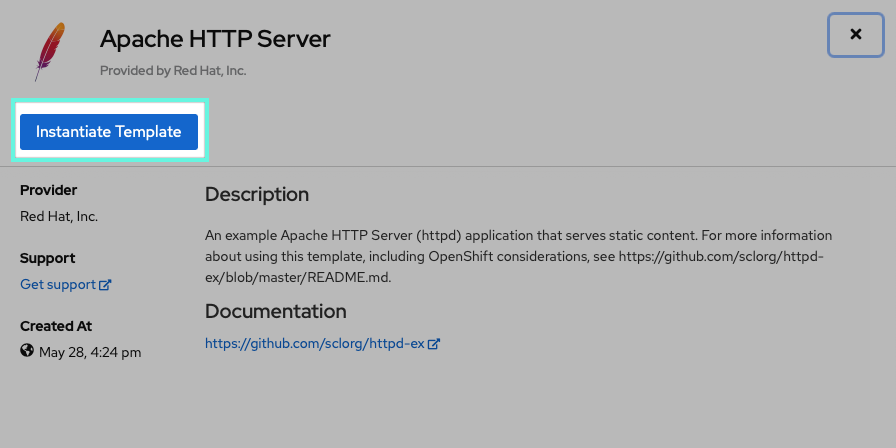 Apache HTTP Server
Provided by Red Hat, Inc.
Instantiate Template
Provider
Red Hat, Inc.
Support
Get support
Created At
May 28, 4:24 pm
Description
An example Apache HTTP Server (httpd) application that serves static content. For more information
about using this template, including OpenShift considerations, see https://github.com/sclorg/httpd-
ex/blob/master/README.md.
Documentation
https://github.com/sclorg/httpd-ex